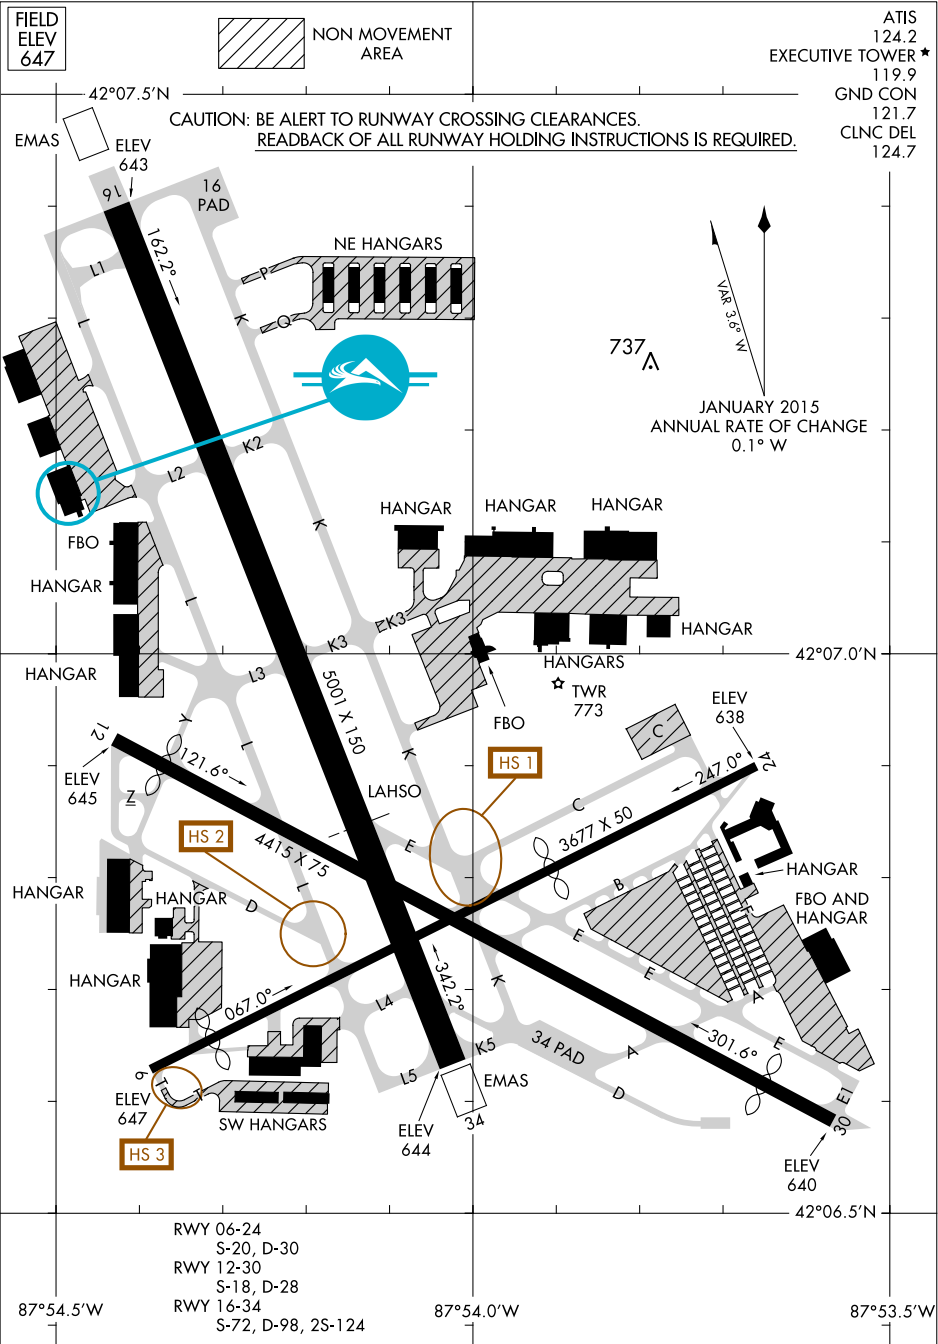 FIELD
ELEV
647
NON MOVEMENT
AREA
ATIS
124.2
EXECUTIVE TOWER ★
119.9
GND CON
121.7
CLNC DEL
124.7
42°07.5'N
CAUTION: BE ALERT TO RUNWAY CROSSING CLEARANCES.
READBACK OF ALL RUNWAY HOLDING INSTRUCTIONS IS REQUIRED.
EMAS
ELEV
643
16
16
PAD
162.2°
NE HANGARS
L1
P
L
K
Q
VAR 3.6° W
737
JANUARY 2015
ANNUAL RATE OF CHANGE
0.1° W
K2
L2
HANGAR
HANGAR
HANGAR
K
FBO
HANGAR
L
K3
K3
HANGAR
HANGAR
L3
5001 X 150
HANGARS
42°07.0'N
TWR
773
FBO
ELEV
638
12
Y
L
K
C
24
121.6°
HS 1
247.0°
ELEV
645
Z
LAHSO
C
3677 X 50
HS 2
4415 X 75
E
HANGAR
HANGAR
A
D
L
B
HANGAR
FBO AND
HANGAR
E
E
E
HANGAR
067.0°
342.2°
K
A
L4
34 PAD
301.6°
E
K5
A
L5
D
E1
6
T
T
EMAS
ELEV
647
SW HANGARS
34
30
ELEV
644
HS 3
ELEV
640
42°06.5'N
RWY 06-24
S-20, D-30
RWY 12-30
S-18, D-28
RWY 16-34
S-72, D-98, 2S-124
87°54.5'W
87°54.0'W
87°53.5'W